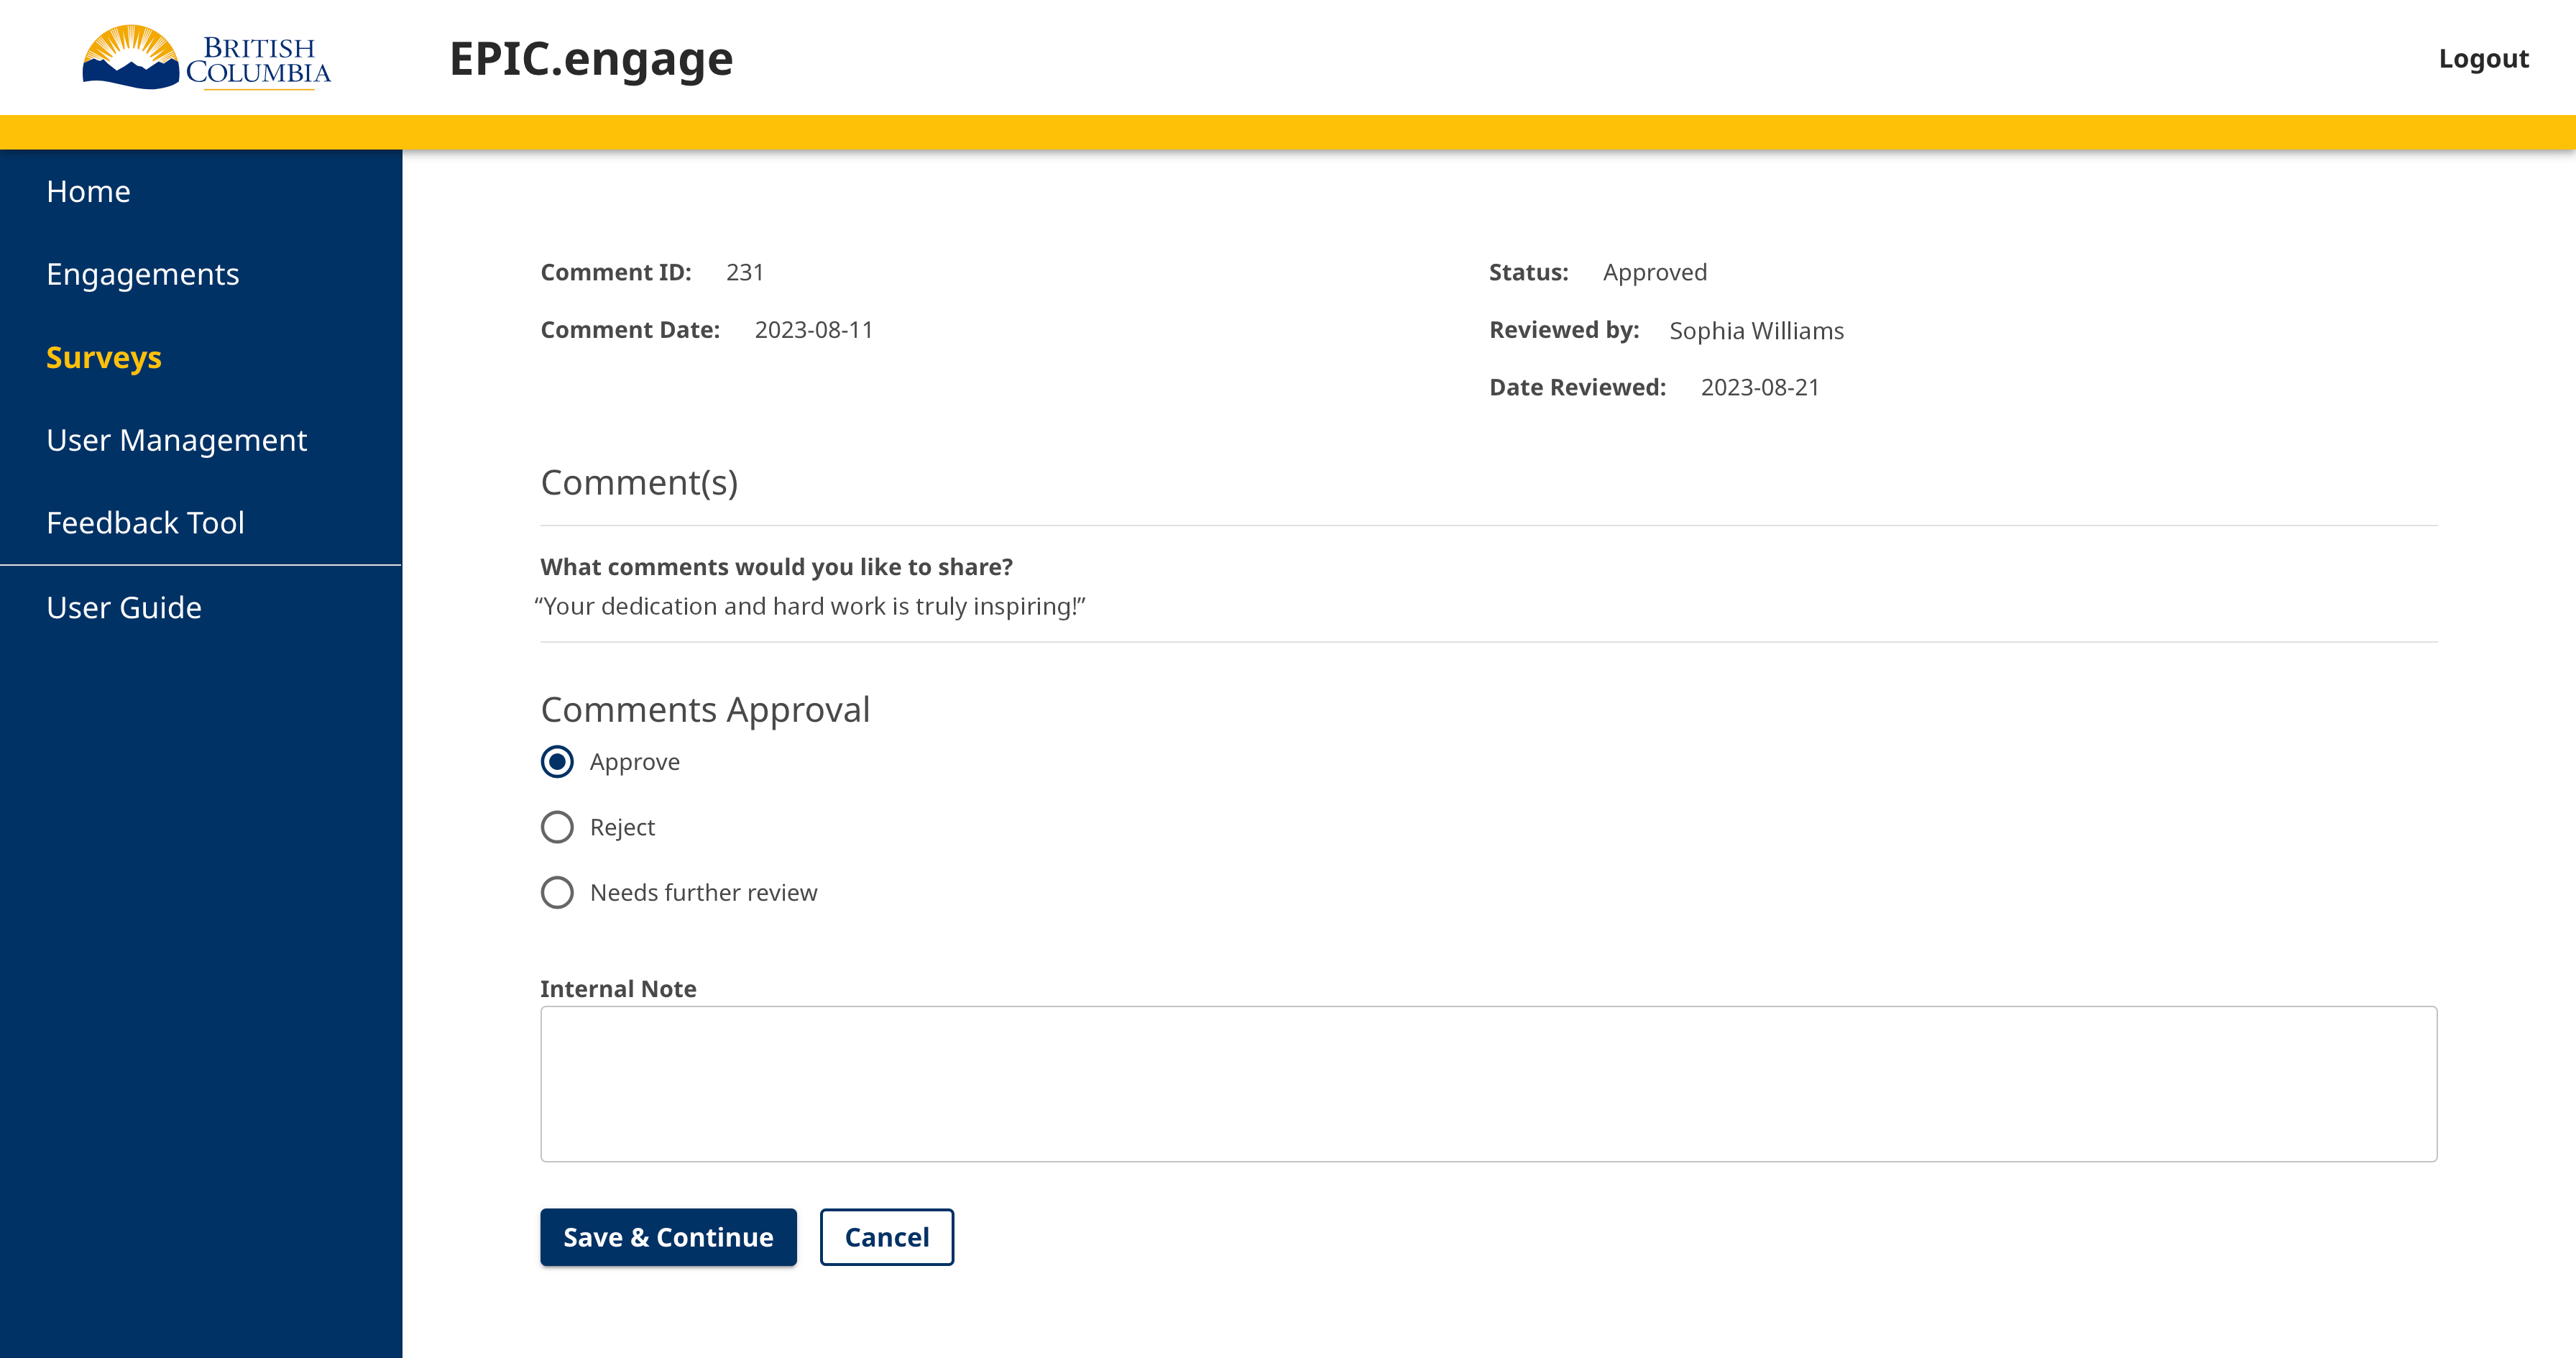 BRITISH
COLUMBIA
EPIC.engage
Logout
Home
Engagements
Surveys
User Management
Feedback Tool
User Guide
Comment ID: 231
Comment Date: 2023-08-11
Status: Approved
Reviewed by: Sophia Williams
Date Reviewed: 2023-08-21
Comment(s)
What comments would you like to share?
“Your dedication and hard work is truly inspiring!”
Comments Approval
Approve
Reject
Needs further review
Internal Note
Save & Continue
Cancel